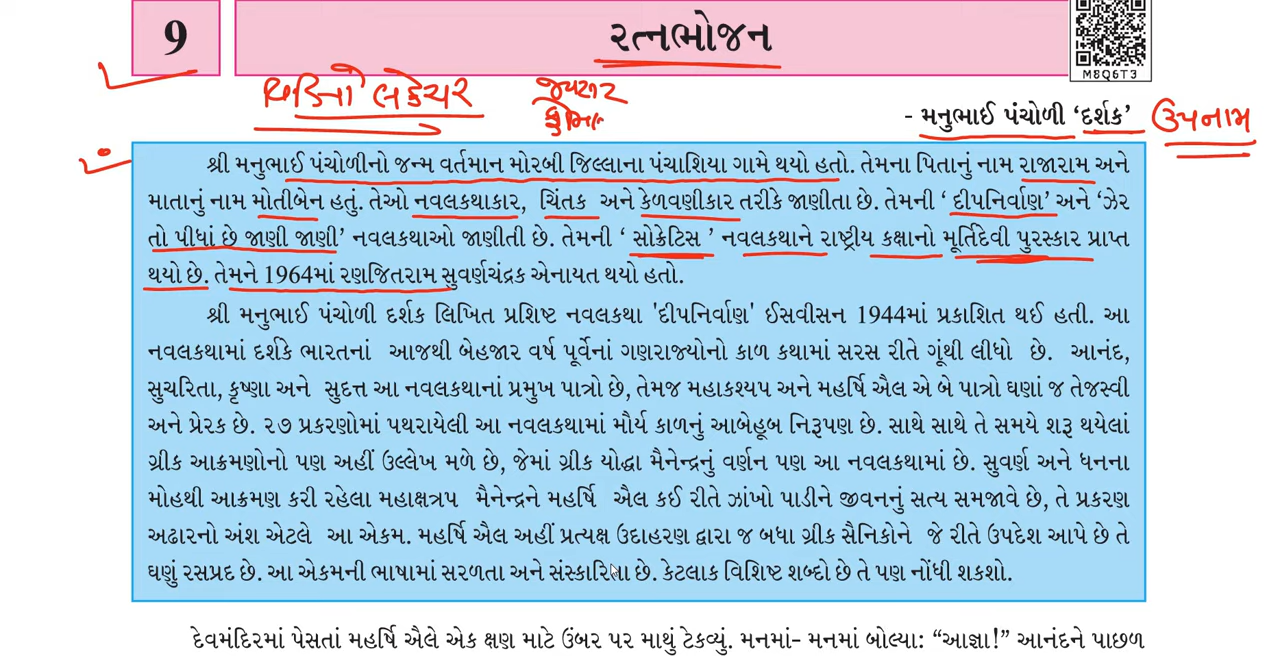 9
રત્નભોજન
M8Q6T3
લેક્ચર
- મનુભાઈ પંચોળી ‘દર્શક’
ઉપનામ
શ્રી મનુભાઈ પંચોળીનો જન્મ વર્તમાન મોરબી જિલ્લાના પંચાશિયા ગામે થયો હતો. તેમના પિતાનું નામ રાજારામ અને
માતાનું નામ મોતીબેન હતું. તેઓ નવલકથાકાર, ચિંતક અને કેળવણીકાર તરીકે જાણીતા છે. તેમની ‘દીપનિર્વાણ’ અને ‘ઝેર
તો પીધાં છે જાણી જાણી’ નવલકથાઓ જાણીતી છે. તેમની ‘સોક્રેટિસ’ નવલકથાને રાષ્ટ્રીય કક્ષાનો મૂર્તિદેવી પુરસ્કાર પ્રાપ્ત
થયો છે. તેમને 1964માં રણજિતરામ સુવર્ણચંદ્રક એનાયત થયો હતો.
શ્રી મનુભાઈ પંચોળી દર્શક લિખિત પ્રશિષ્ટ નવલકથા 'દીપનિર્વાણ' ઈસવીસન 1944માં પ્રકાશિત થઈ હતી. આ
નવલકથામાં દર્શકે ભારતનાં આજથી બેહજાર વર્ષ પૂર્વેનાં ગણરાજ્યોનો કાળ કથામાં સરસ રીતે ગૂંથી લીધો છે. આનંદ,
સુચરિતા, કૃષ્ણા અને સુદત્ત આ નવલકથાનાં પ્રમુખ પાત્રો છે, તેમજ મહાકશ્યપ અને મહર્ષિ ઐલ એ બે પાત્રો ઘણાં જ તેજસ્વી
અને પ્રેરક છે. ૨૭ પ્રકરણોમાં પથરાયેલી આ નવલકથામાં મૌર્ય કાળનું આબેહૂબ નિરૂપણ છે. સાથે સાથે તે સમયે શરૂ થયેલાં
ગ્રીક આક્રમણોનો પણ અહીં ઉલ્લેખ મળે છે, જેમાં ગ્રીક યોદ્ધા મૈનેન્દ્રનું વર્ણન પણ આ નવલકથામાં છે. સુવર્ણ અને ધનના
મોહથી આક્રમણ કરી રહેલા મહાક્ષત્રપ મૈનેન્દ્રને મહર્ષિ ઐલ કઈ રીતે ઝાંખો પાડીને જીવનનું સત્ય સમજાવે છે, તે પ્રકરણ
અઢારનો અંશ એટલે આ એકમ. મહર્ષિ ઐલ અહીં પ્રત્યક્ષ ઉદાહરણ દ્વારા જ બધા ગ્રીક સૈનિકોને જે રીતે ઉપદેશ આપે છે તે
ઘણું રસપ્રદ છે. આ એકમની ભાષામાં સરળતા અને સંસ્કારિતા છે. કેટલાક વિશિષ્ટ શબ્દો છે તે પણ નોંધી શકશો.
દેવમંદિરમાં પેસતાં મહર્ષિ ઐલે એક ક્ષણ માટે ઉંબર પર માથું ટેકવ્યું. મનમાં- મનમાં બોલ્યા: “આજ્ઞા!” આનંદને પાછળ